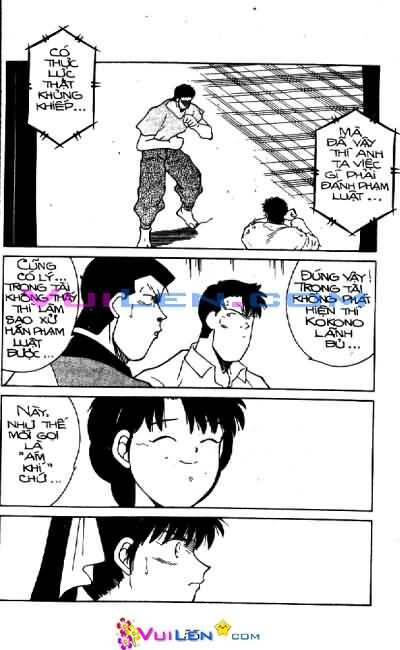 CÓ
THỰC
LỰC
THẬT
KHỦNG
KHIẾP...
MÀ
ĐÃ VẬY
THÌ ANH
TA VIỆC
GÌ PHẢI
ĐÁNH PHẠM
LUẬT...
CŨNG
CÓ LÝ...
TRỌNG TÀI
KHÔNG THẤY
THÌ LÀM
SAO XỬ
HẮN PHẠM
LUẬT
ĐƯỢC...
ĐÚNG VẬY!
TRỌNG TÀI
KHÔNG PHÁT
HIỆN THÌ
KOKONO
LÃNH
ĐỦ...
VUILEN.COM
NÀY,
NHƯ THẾ
MỚI GỌI
LÀ
"ÁM
KHÍ"
CHỨ...
VUILEN
.COM